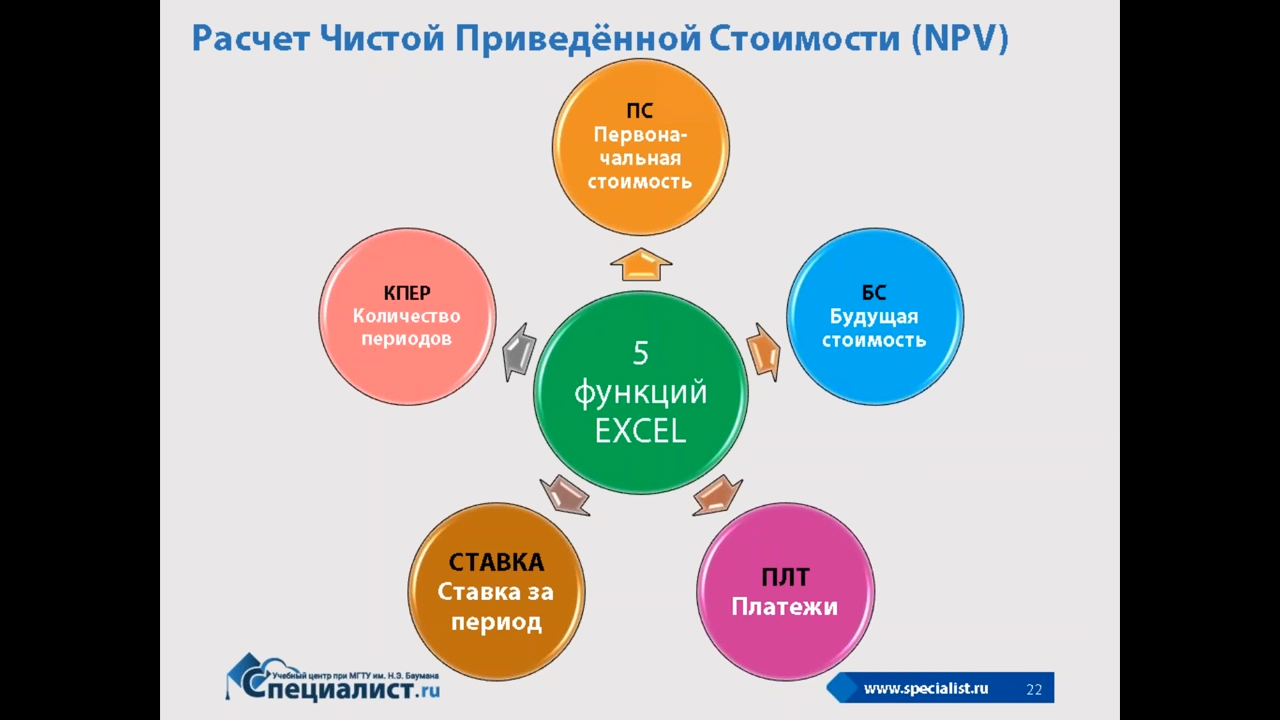 Расчет Чистой Приведённой Стоимости (NPV)
ПС
Первона-
чальная
стоимость
КПЕР
Количество
периодов
БС
Будущая
стоимость
5
функций
EXCEL
СТАВКА
Ставка за
период
ПЛТ
Платежи
Учебный центр при МГТУ им. Н.Э. Баумана
Специалист.ru
www.specialist.ru
22